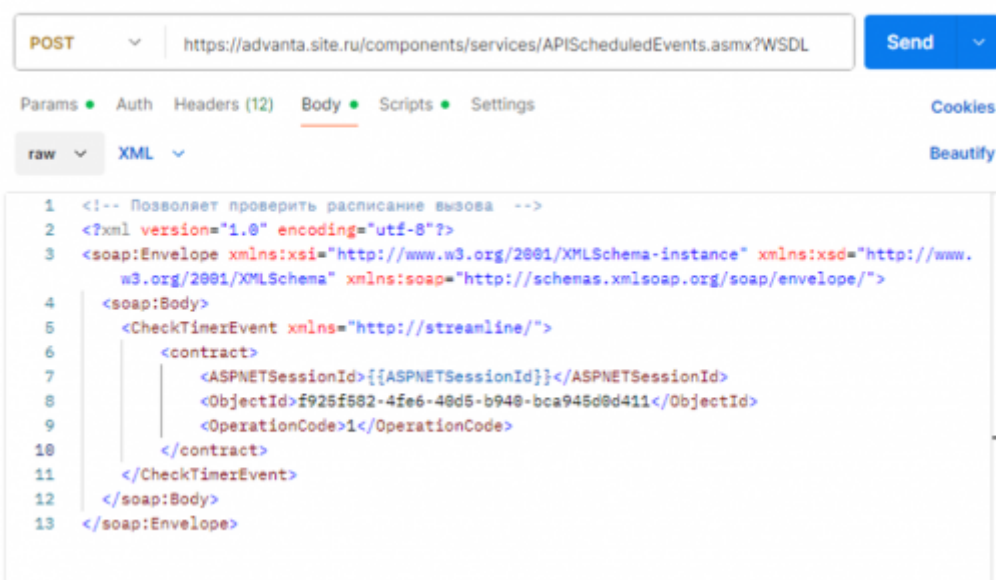 POST https://advanta.site.ru/components/services/APIScheduledEvents.asmx?WSDL Send
Params Auth Headers (12) Body Scripts Settings Cookies
raw XML Beautify
1 <!-- Позволяет проверить расписание вызова -->
2 <?xml version="1.0" encoding="utf-8"?>
3 <soap:Envelope xmlns:xsi="http://www.w3.org/2001/XMLSchema-instance" xmlns:xsd="http://www.
w3.org/2001/XMLSchema" xmlns:soap="http://schemas.xmlsoap.org/soap/envelope/">
4 <soap:Body>
5 <CheckTimerEvent xmlns="http://streamline/">
6 <contract>
7 <ASPNETSessionId>{{ASPNETSessionId}}</ASPNETSessionId>
8 <ObjectId>f925f582-4fe6-40d5-b940-bca945d0d411</ObjectId>
9 <OperationCode>1</OperationCode>
10 </contract>
11 </CheckTimerEvent>
12 </soap:Body>
13 </soap:Envelope>